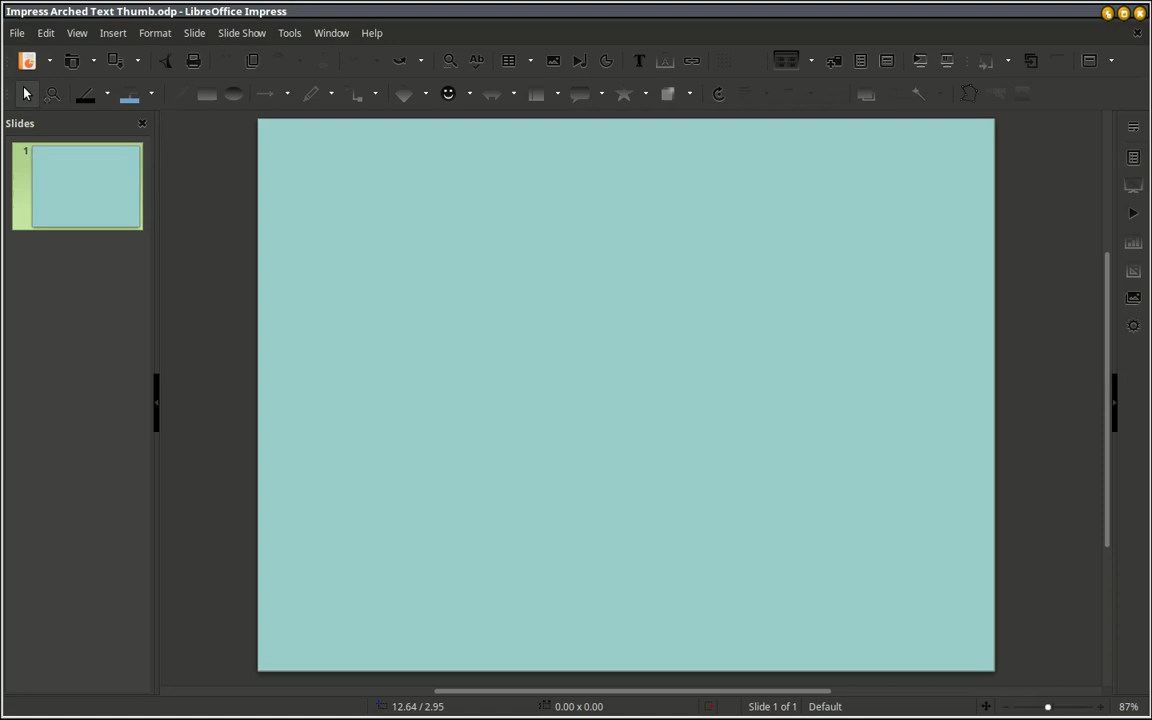 Impress Arched Text Thumb.odp - LibreOffice Impress
File Edit View Insert Format Slide Slide Show Tools Window Help
Slides
1
12.64 / 2.95 0.00 x 0.00 Slide 1 of 1 Default 87%